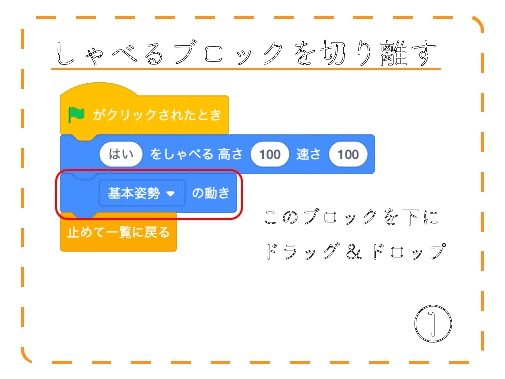 しゃべるブロックを切り離す
がクリックされたとき
はい をしゃべる 高さ 100 速さ 100
基本姿勢 の動き
止めて一覧に戻る
このブロックを下に
ドラッグ&ドロップ
①